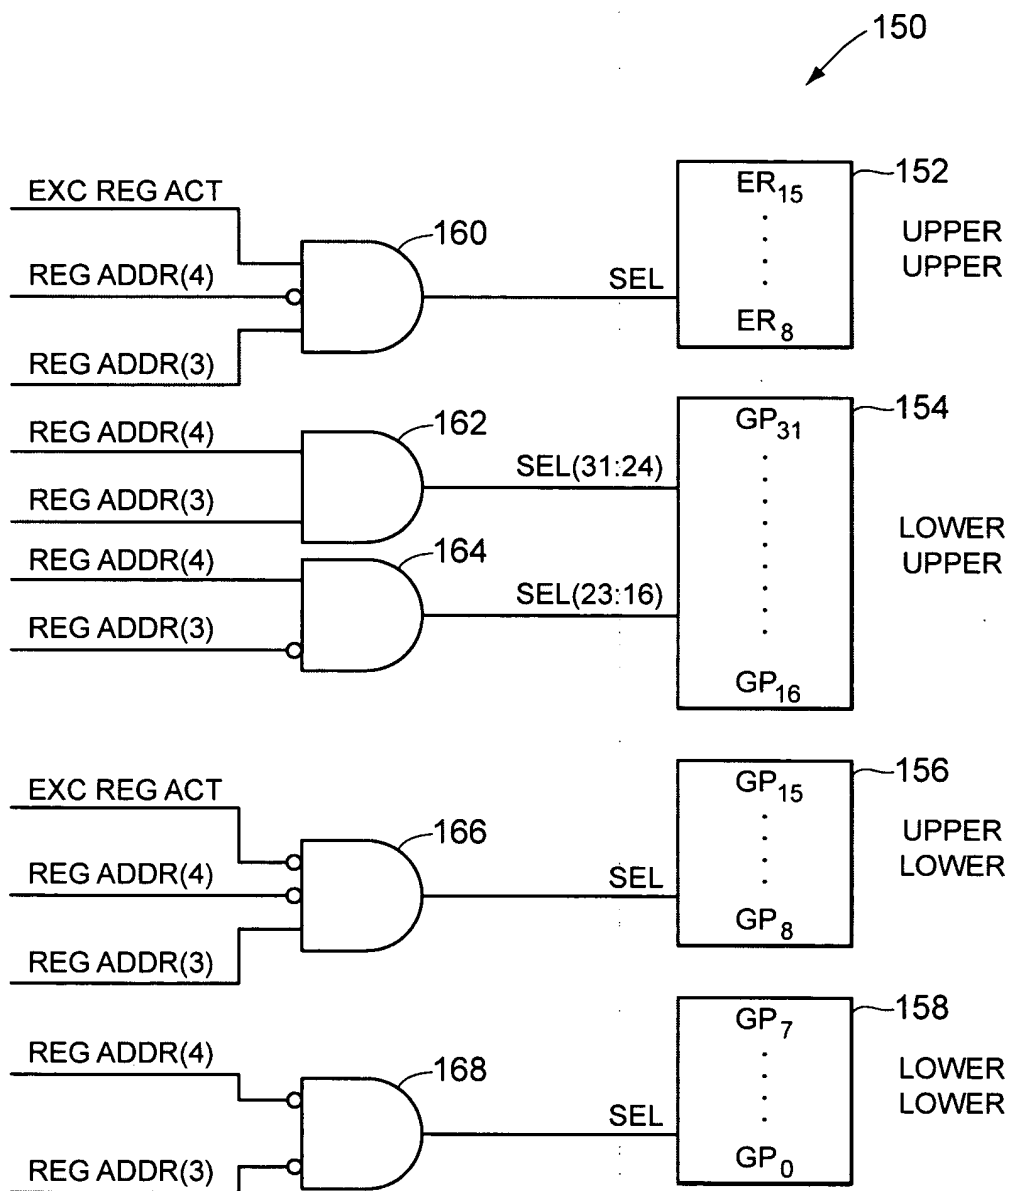 150
EXC REG ACT
160
REG ADDR(4)
REG ADDR(3)
SEL
ER15
ER8
152
UPPER
UPPER
REG ADDR(4)
162
REG ADDR(3)
SEL(31:24)
REG ADDR(4)
164
REG ADDR(3)
SEL(23:16)
GP31
GP16
154
LOWER
UPPER
EXC REG ACT
166
REG ADDR(4)
REG ADDR(3)
SEL
GP15
GP8
156
UPPER
LOWER
REG ADDR(4)
168
REG ADDR(3)
SEL
GP7
GP0
158
LOWER
LOWER